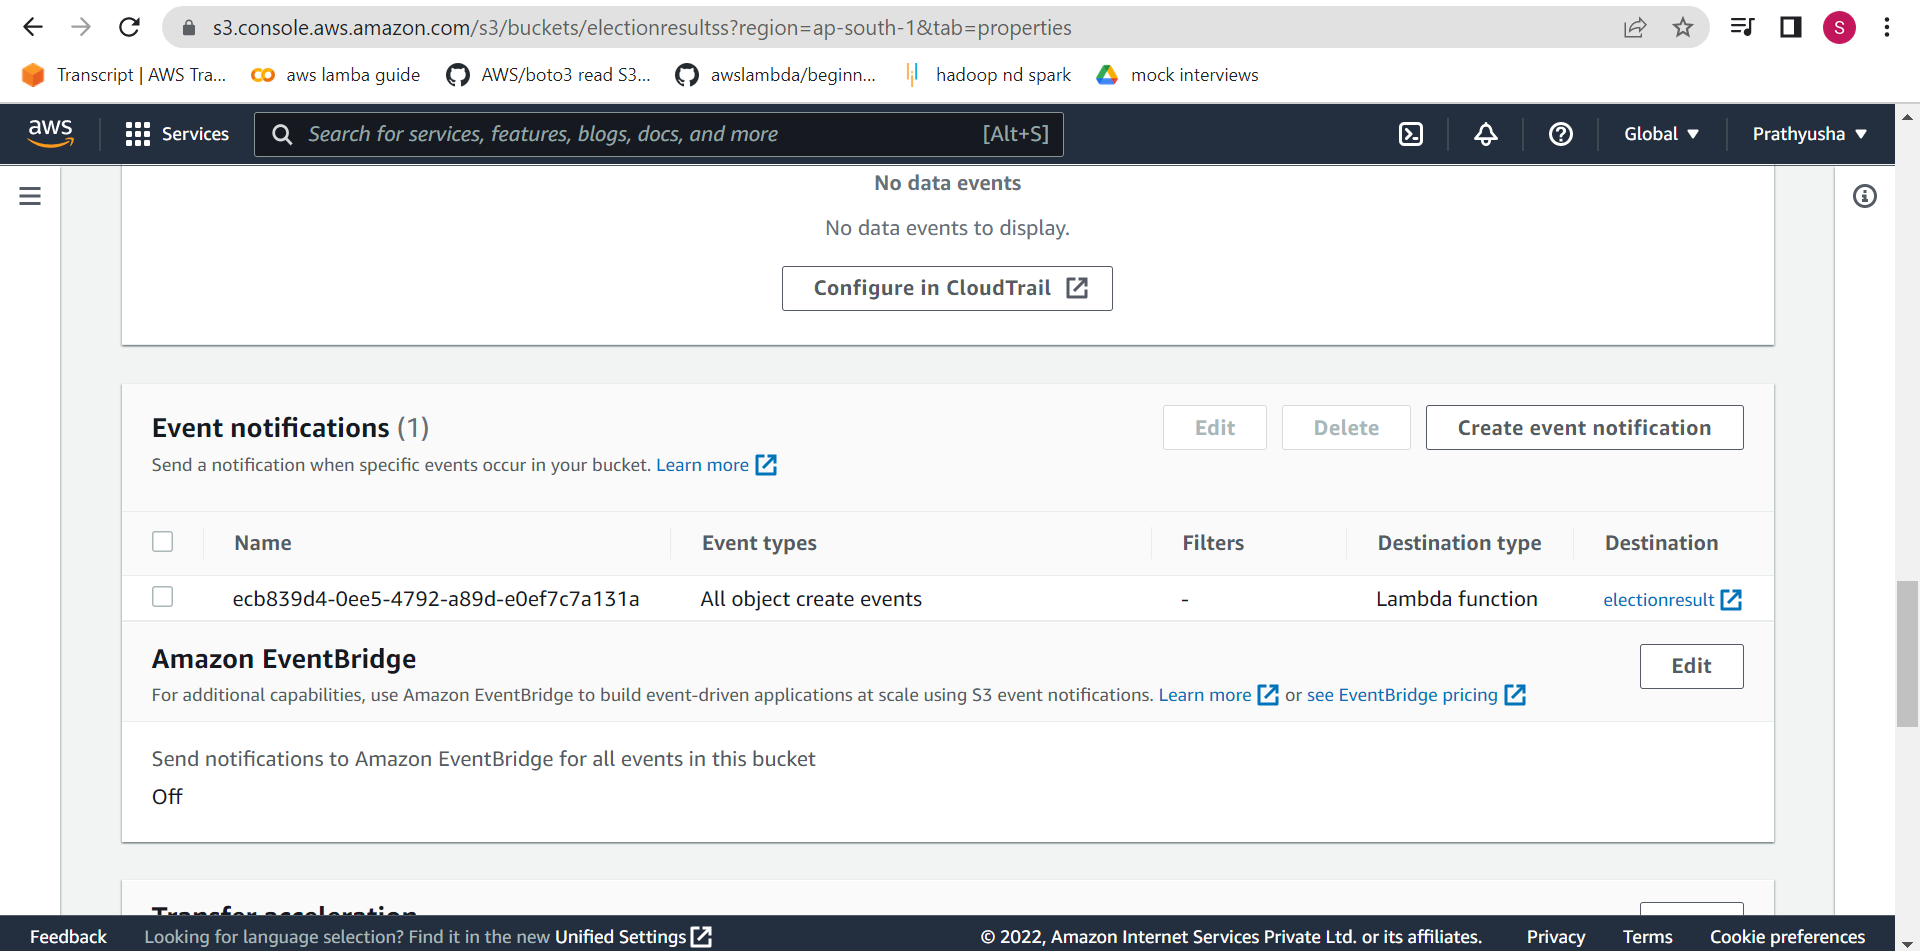 s3.console.aws.amazon.com/s3/buckets/electionresultss?region=ap-south-1&tab=properties
S
Transcript | AWS Tra... aws lamba guide AWS/boto3 read S3... awslambda/beginn... hadoop nd spark mock interviews
aws Services Search for services, features, blogs, docs, and more [Alt+S] Global Prathyusha
No data events
No data events to display.
Configure in CloudTrail
Event notifications (1) Edit Delete Create event notification
Send a notification when specific events occur in your bucket. Learn more
Name Event types Filters Destination type Destination
ecb839d4-0ee5-4792-a89d-e0ef7c7a131a All object create events - Lambda function electionresult
Amazon EventBridge Edit
For additional capabilities, use Amazon EventBridge to build event-driven applications at scale using S3 event notifications. Learn more or see EventBridge pricing
Send notifications to Amazon EventBridge for all events in this bucket
Off
Transfer acceleration
Feedback Looking for language selection? Find it in the new Unified Settings © 2022, Amazon Internet Services Private Ltd. or its affiliates. Privacy Terms Cookie preferences